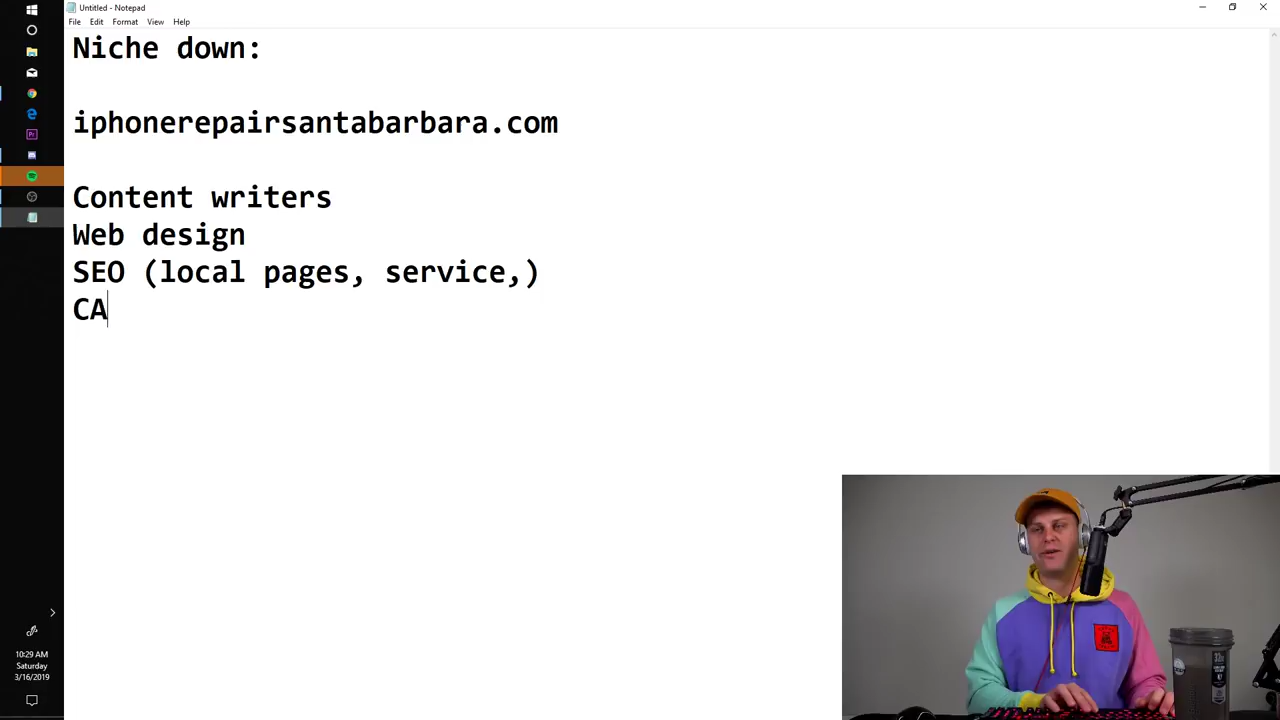 Untitled - Notepad
File Edit Format View Help
Niche down:
iphonerepairsantabarbara.com
Content writers
Web design
SEO (local pages, service,)
CA
10:29 AM
Saturday
3/16/2019